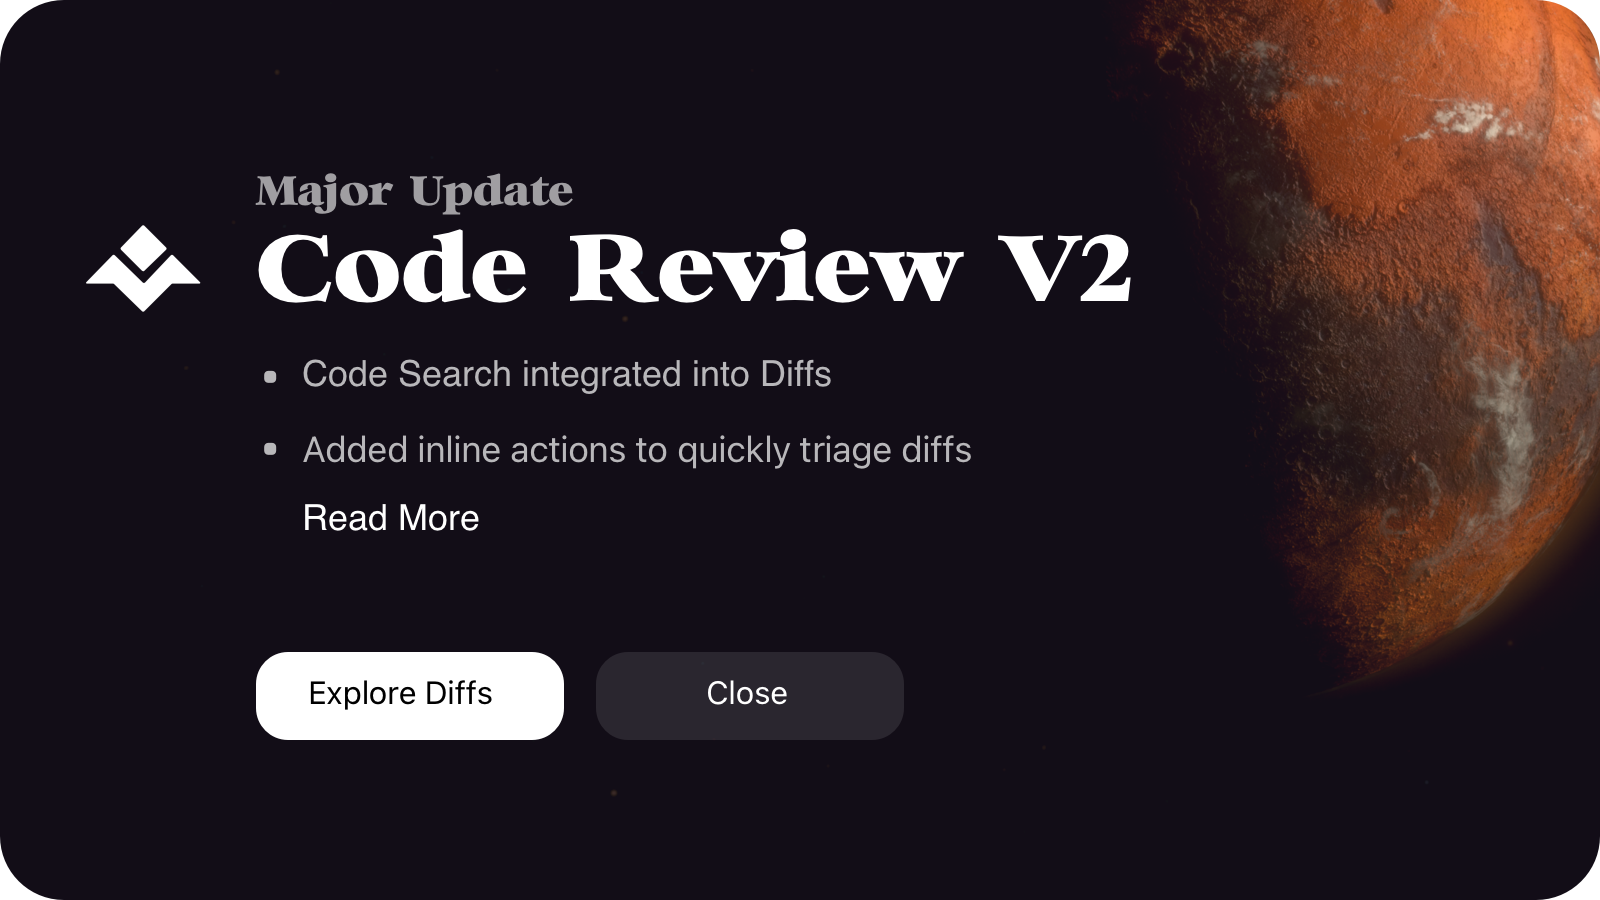 Major Update
Code Review V2
Code Search integrated into Diffs
Added inline actions to quickly triage diffs
Read More
Explore Diffs
Close